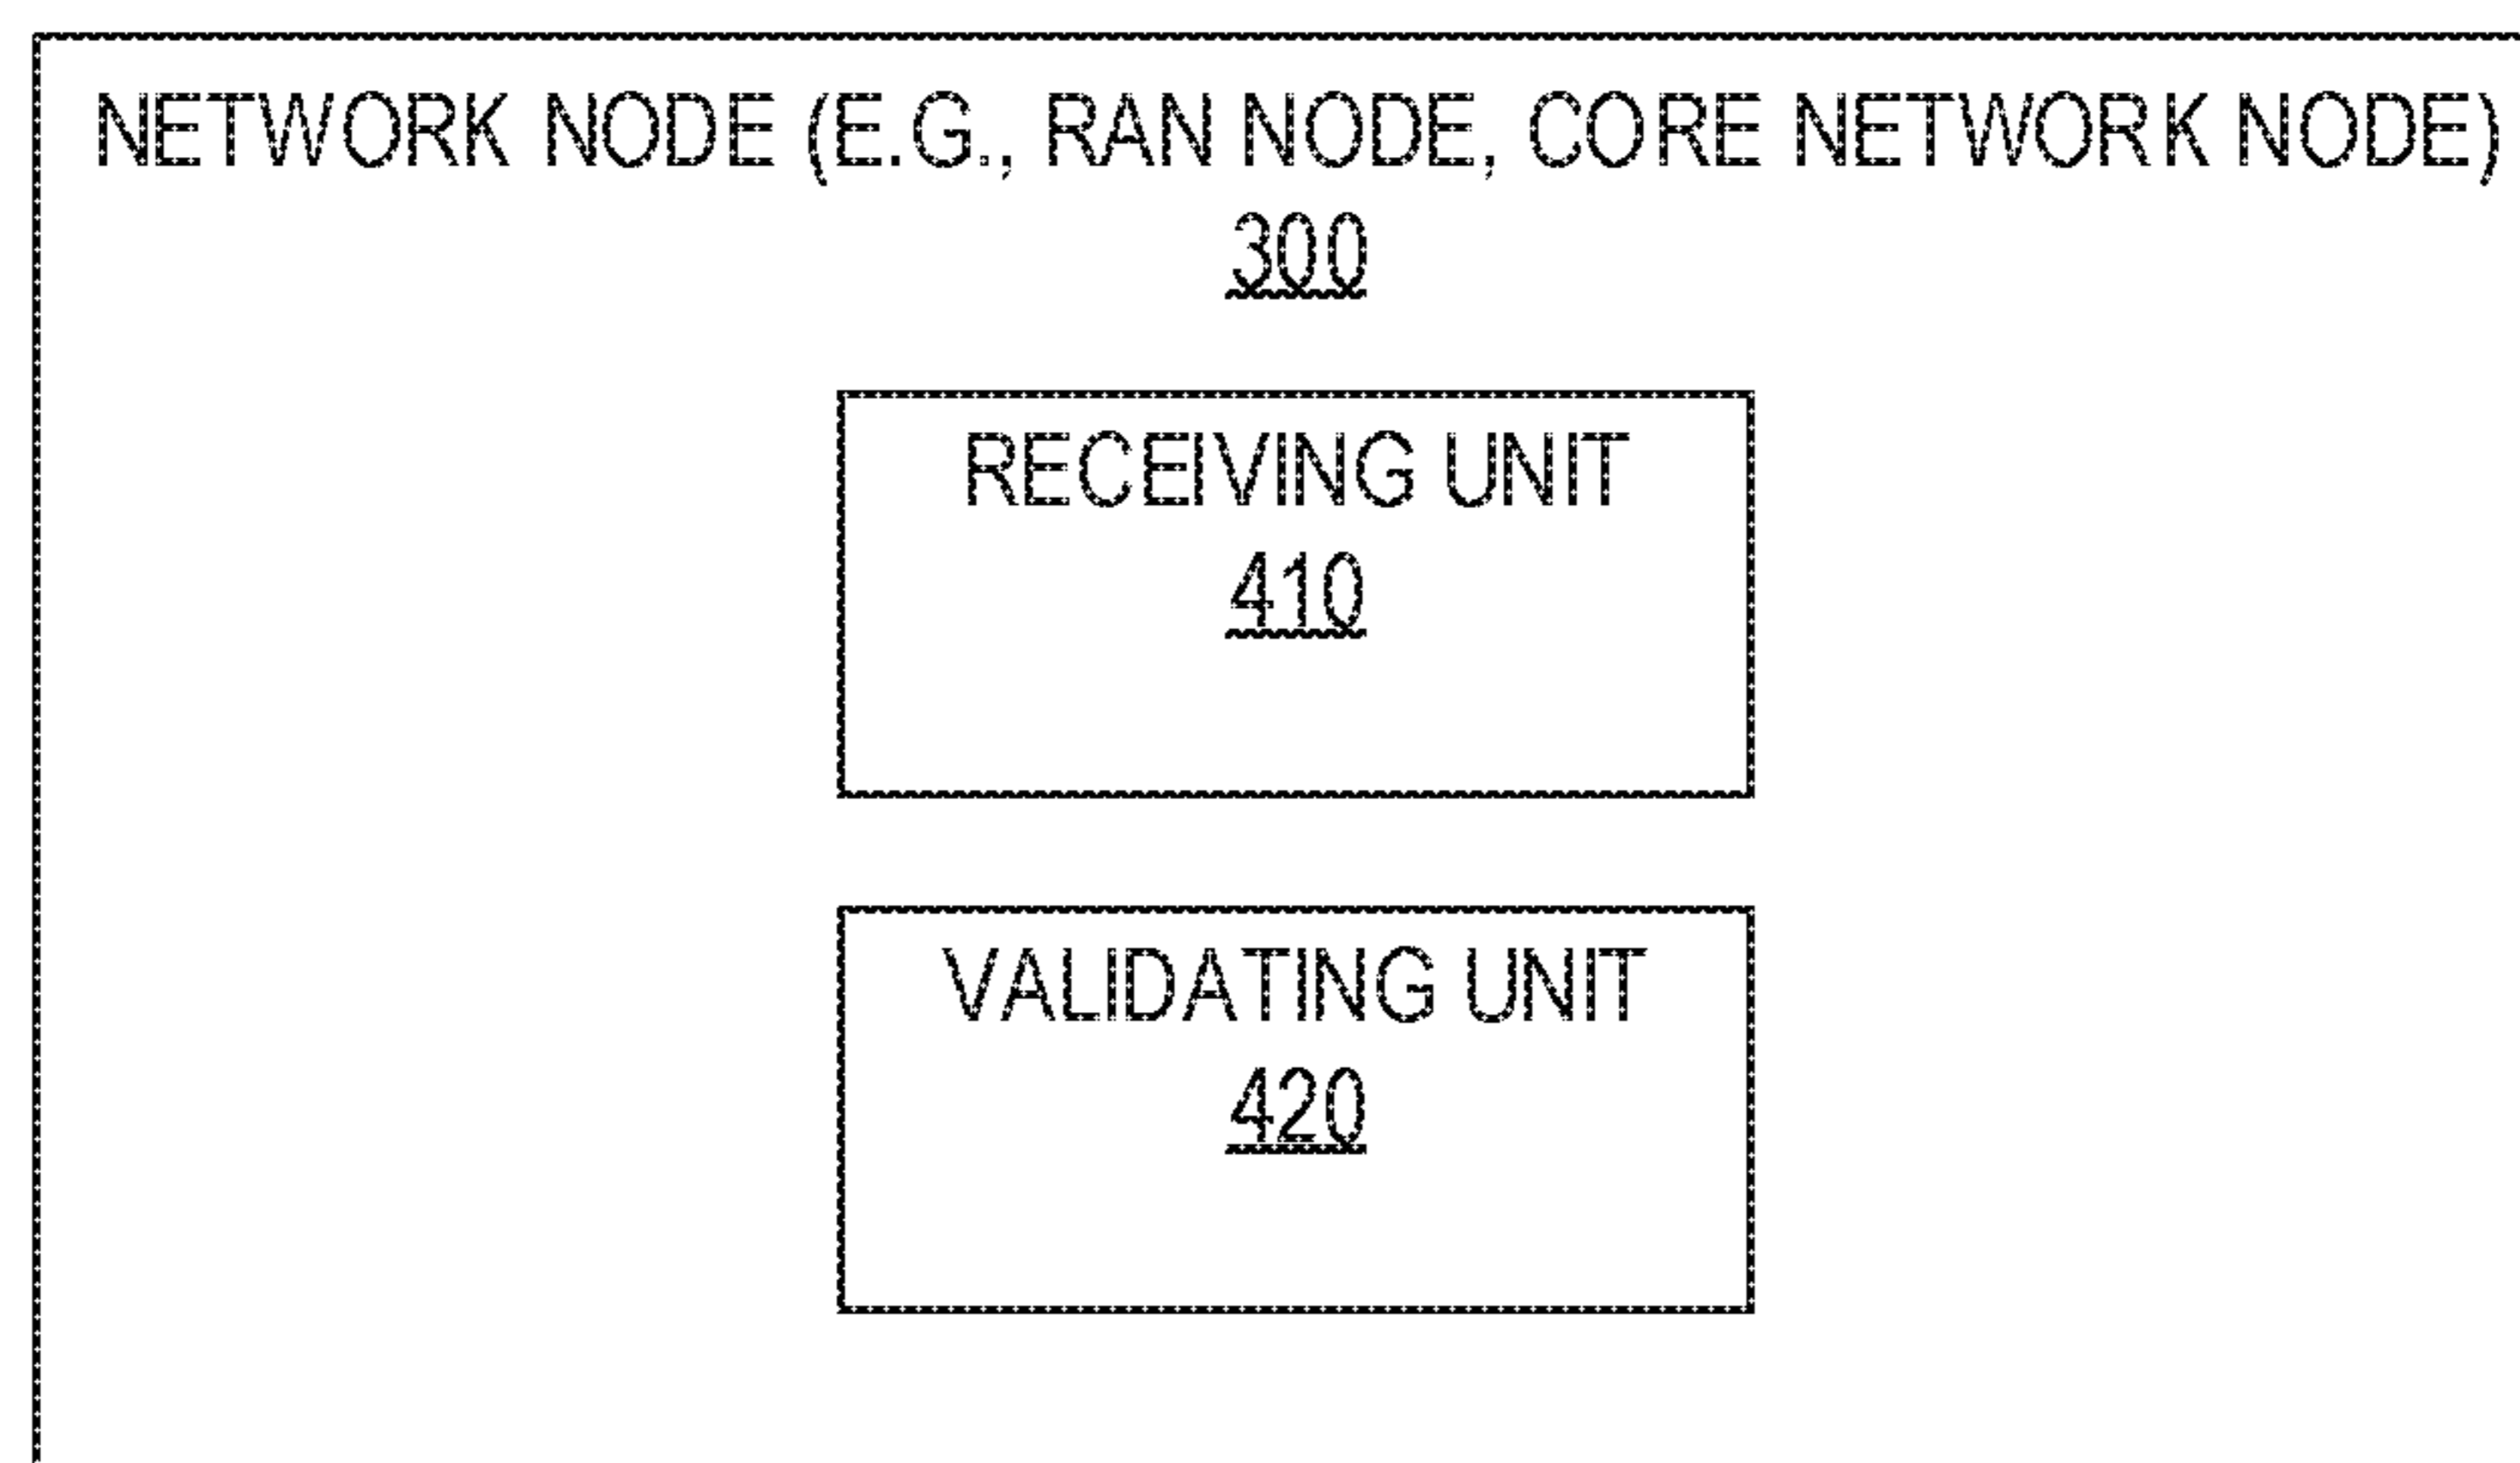 NETWORK NODE (E.G., RAN NODE, CORE NETWORK NODE)
300
RECEIVING UNIT
410
VALIDATING UNIT
420